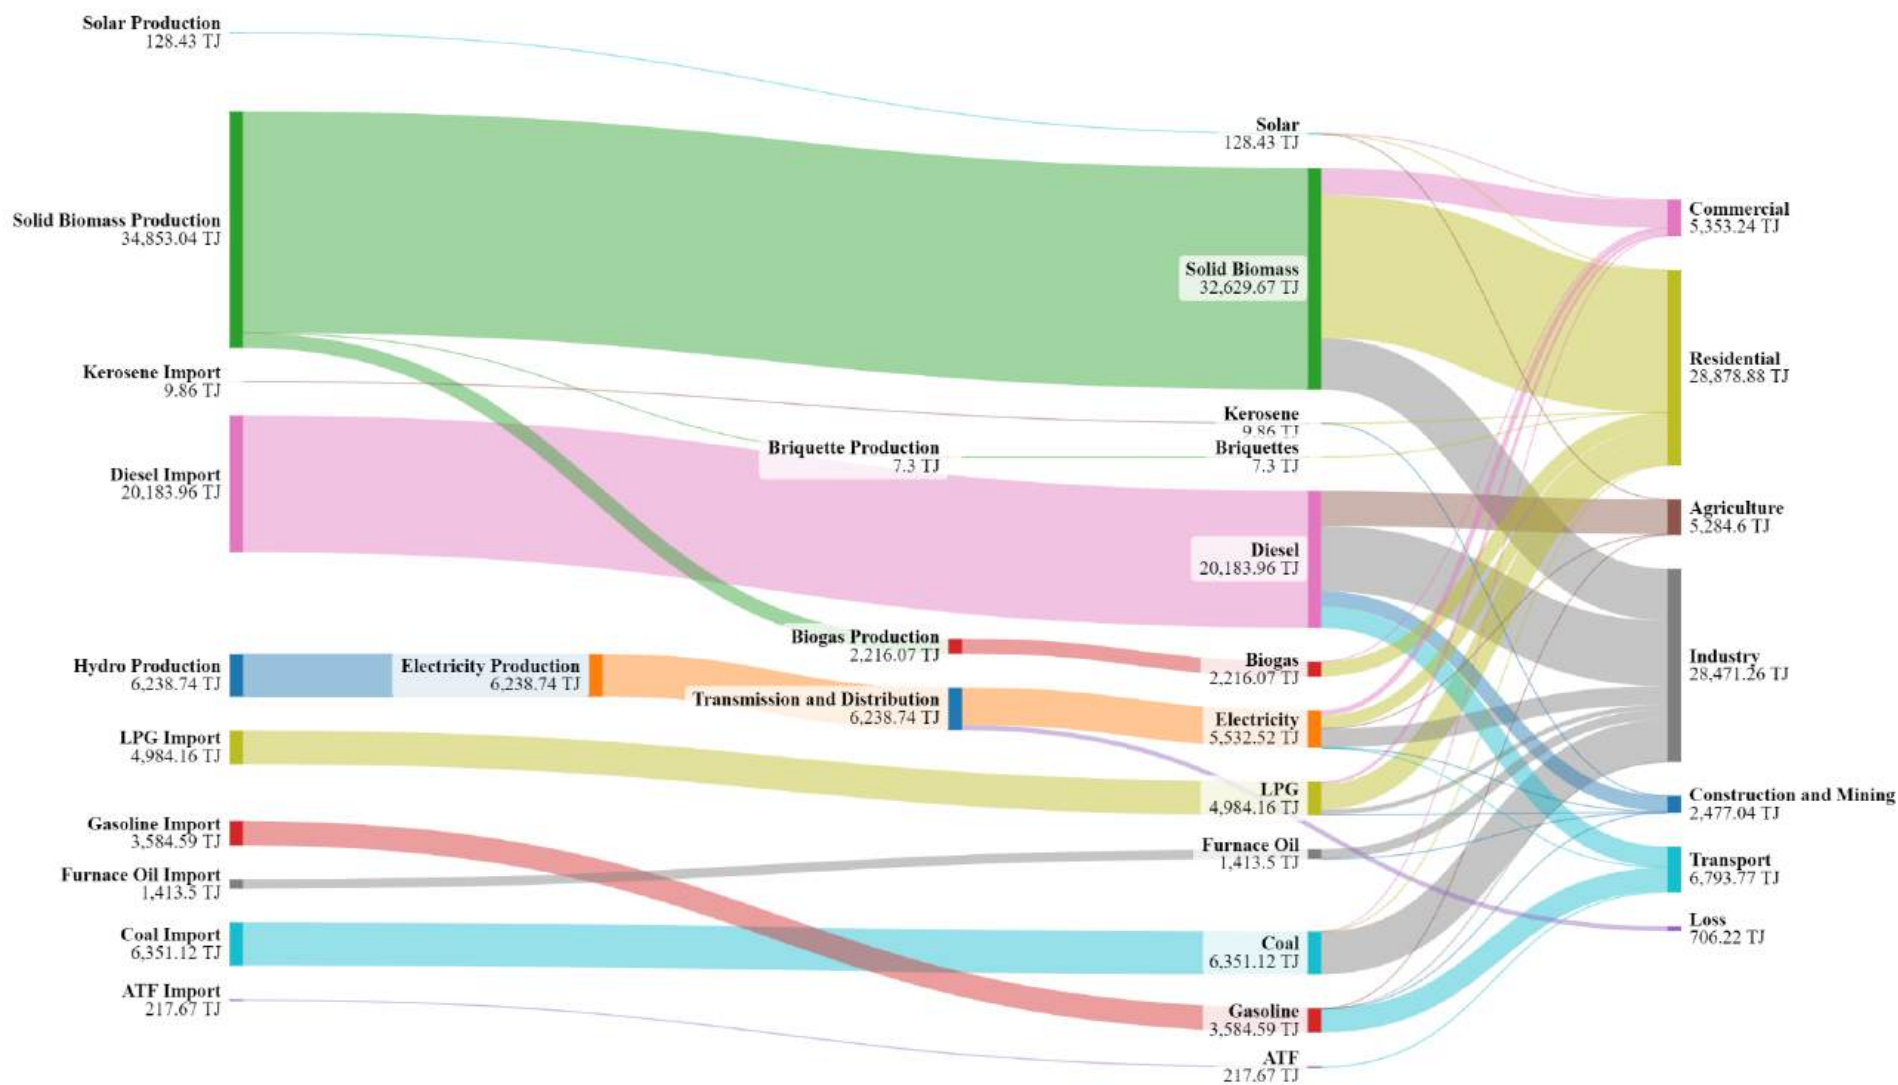 Solar Production
128.43 TJ
Solid Biomass Production
34,853.04 TJ
Kerosene Import
9.86 TJ
Diesel Import
20,183.96 TJ
Hydro Production
6,238.74 TJ
LPG Import
4,984.16 TJ
Gasoline Import
3,584.59 TJ
Furnace Oil Import
1,413.5 TJ
Coal Import
6,351.12 TJ
ATF Import
217.67 TJ
Electricity Production
6,238.74 TJ
Briquette Production
7.3 TJ
Biogas Production
2,216.07 TJ
Transmission and Distribution
6,238.74 TJ
Solar
128.43 TJ
Solid Biomass
32,629.67 TJ
Kerosene
9.86 TJ
Briquettes
7.3 TJ
Diesel
20,183.96 TJ
Biogas
2,216.07 TJ
Electricity
5,532.52 TJ
LPG
4,984.16 TJ
Furnace Oil
1,413.5 TJ
Coal
6,351.12 TJ
Gasoline
3,584.59 TJ
ATF
217.67 TJ
Commercial
5,353.24 TJ
Residential
28,878.88 TJ
Agriculture
5,284.6 TJ
Industry
28,471.26 TJ
Construction and Mining
2,477.04 TJ
Transport
6,793.77 TJ
Loss
706.22 TJ